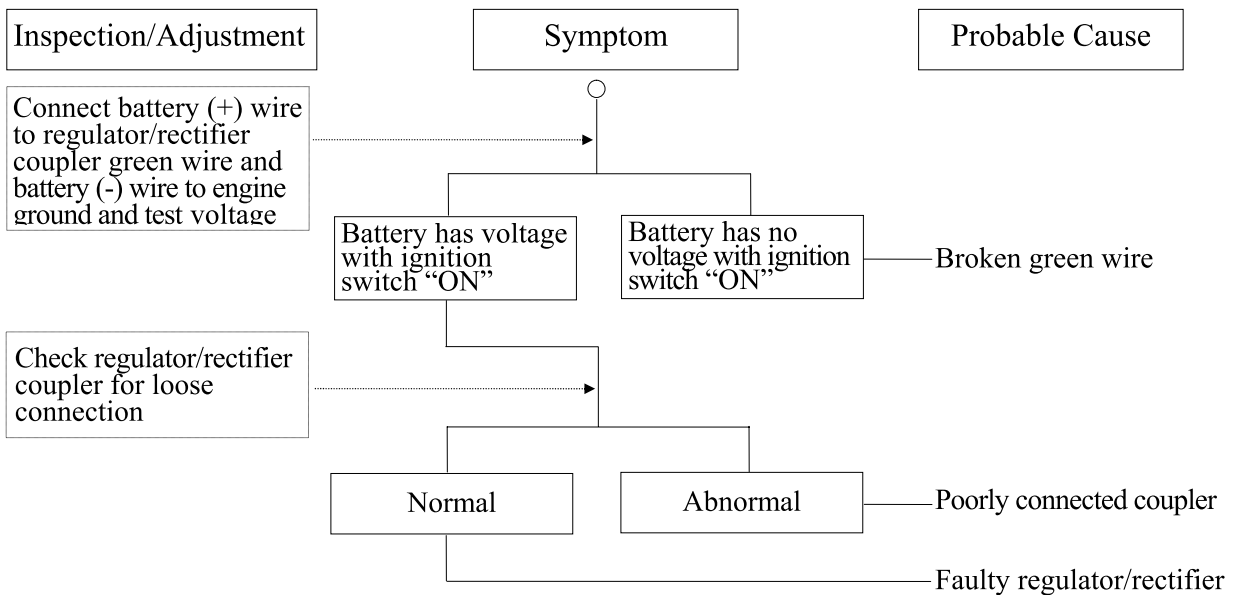 Inspection/Adjustment
Symptom
Probable Cause
Connect battery (+) wire
to regulator/rectifier
coupler green wire and
battery (-) wire to engine
ground and test voltage
Battery has voltage
with ignition
switch “ON”
Battery has no
voltage with ignition
switch “ON”
Broken green wire
Check regulator/rectifier
coupler for loose
connection
Normal
Abnormal
Poorly connected coupler
Faulty regulator/rectifier